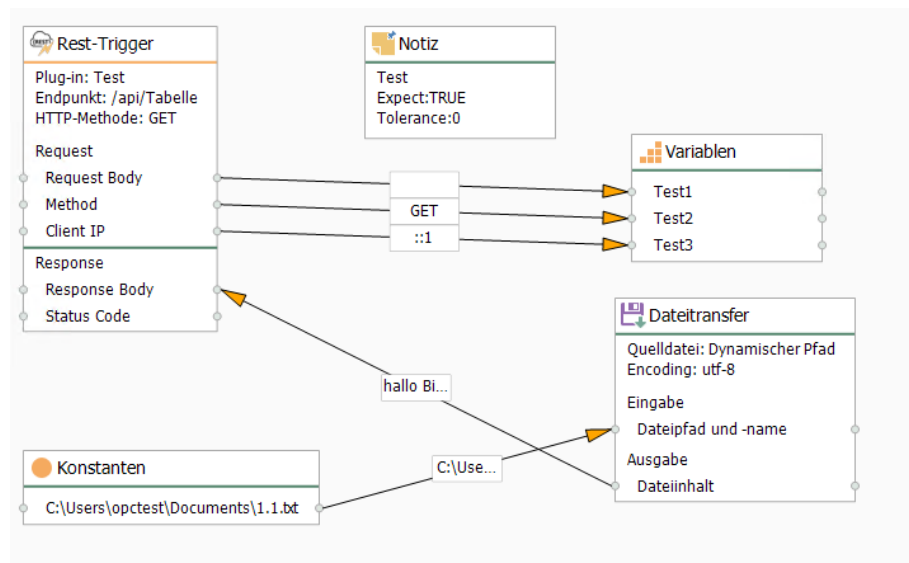 Rest-Trigger
Plug-in: Test
Endpunkt: /api/Tabelle
HTTP-Methode: GET
Request
Request Body
Method
Client IP
Response
Response Body
Status Code
Notiz
Test
Expect:TRUE
Tolerance:0
GET
::1
Variablen
Test1
Test2
Test3
hallo Bi...
C:\Use...
Dateitransfer
Quelldatei: Dynamischer Pfad
Encoding: utf-8
Eingabe
Dateipfad und -name
Ausgabe
Dateiinhalt
Konstanten
C:\Users\opctest\Documents\1.1.txt